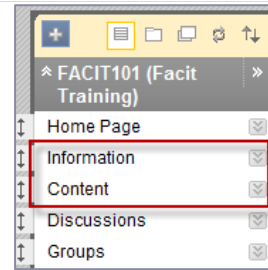 FACIT101 (Facit
Training)
Home Page
Information
Content
Discussions
Groups